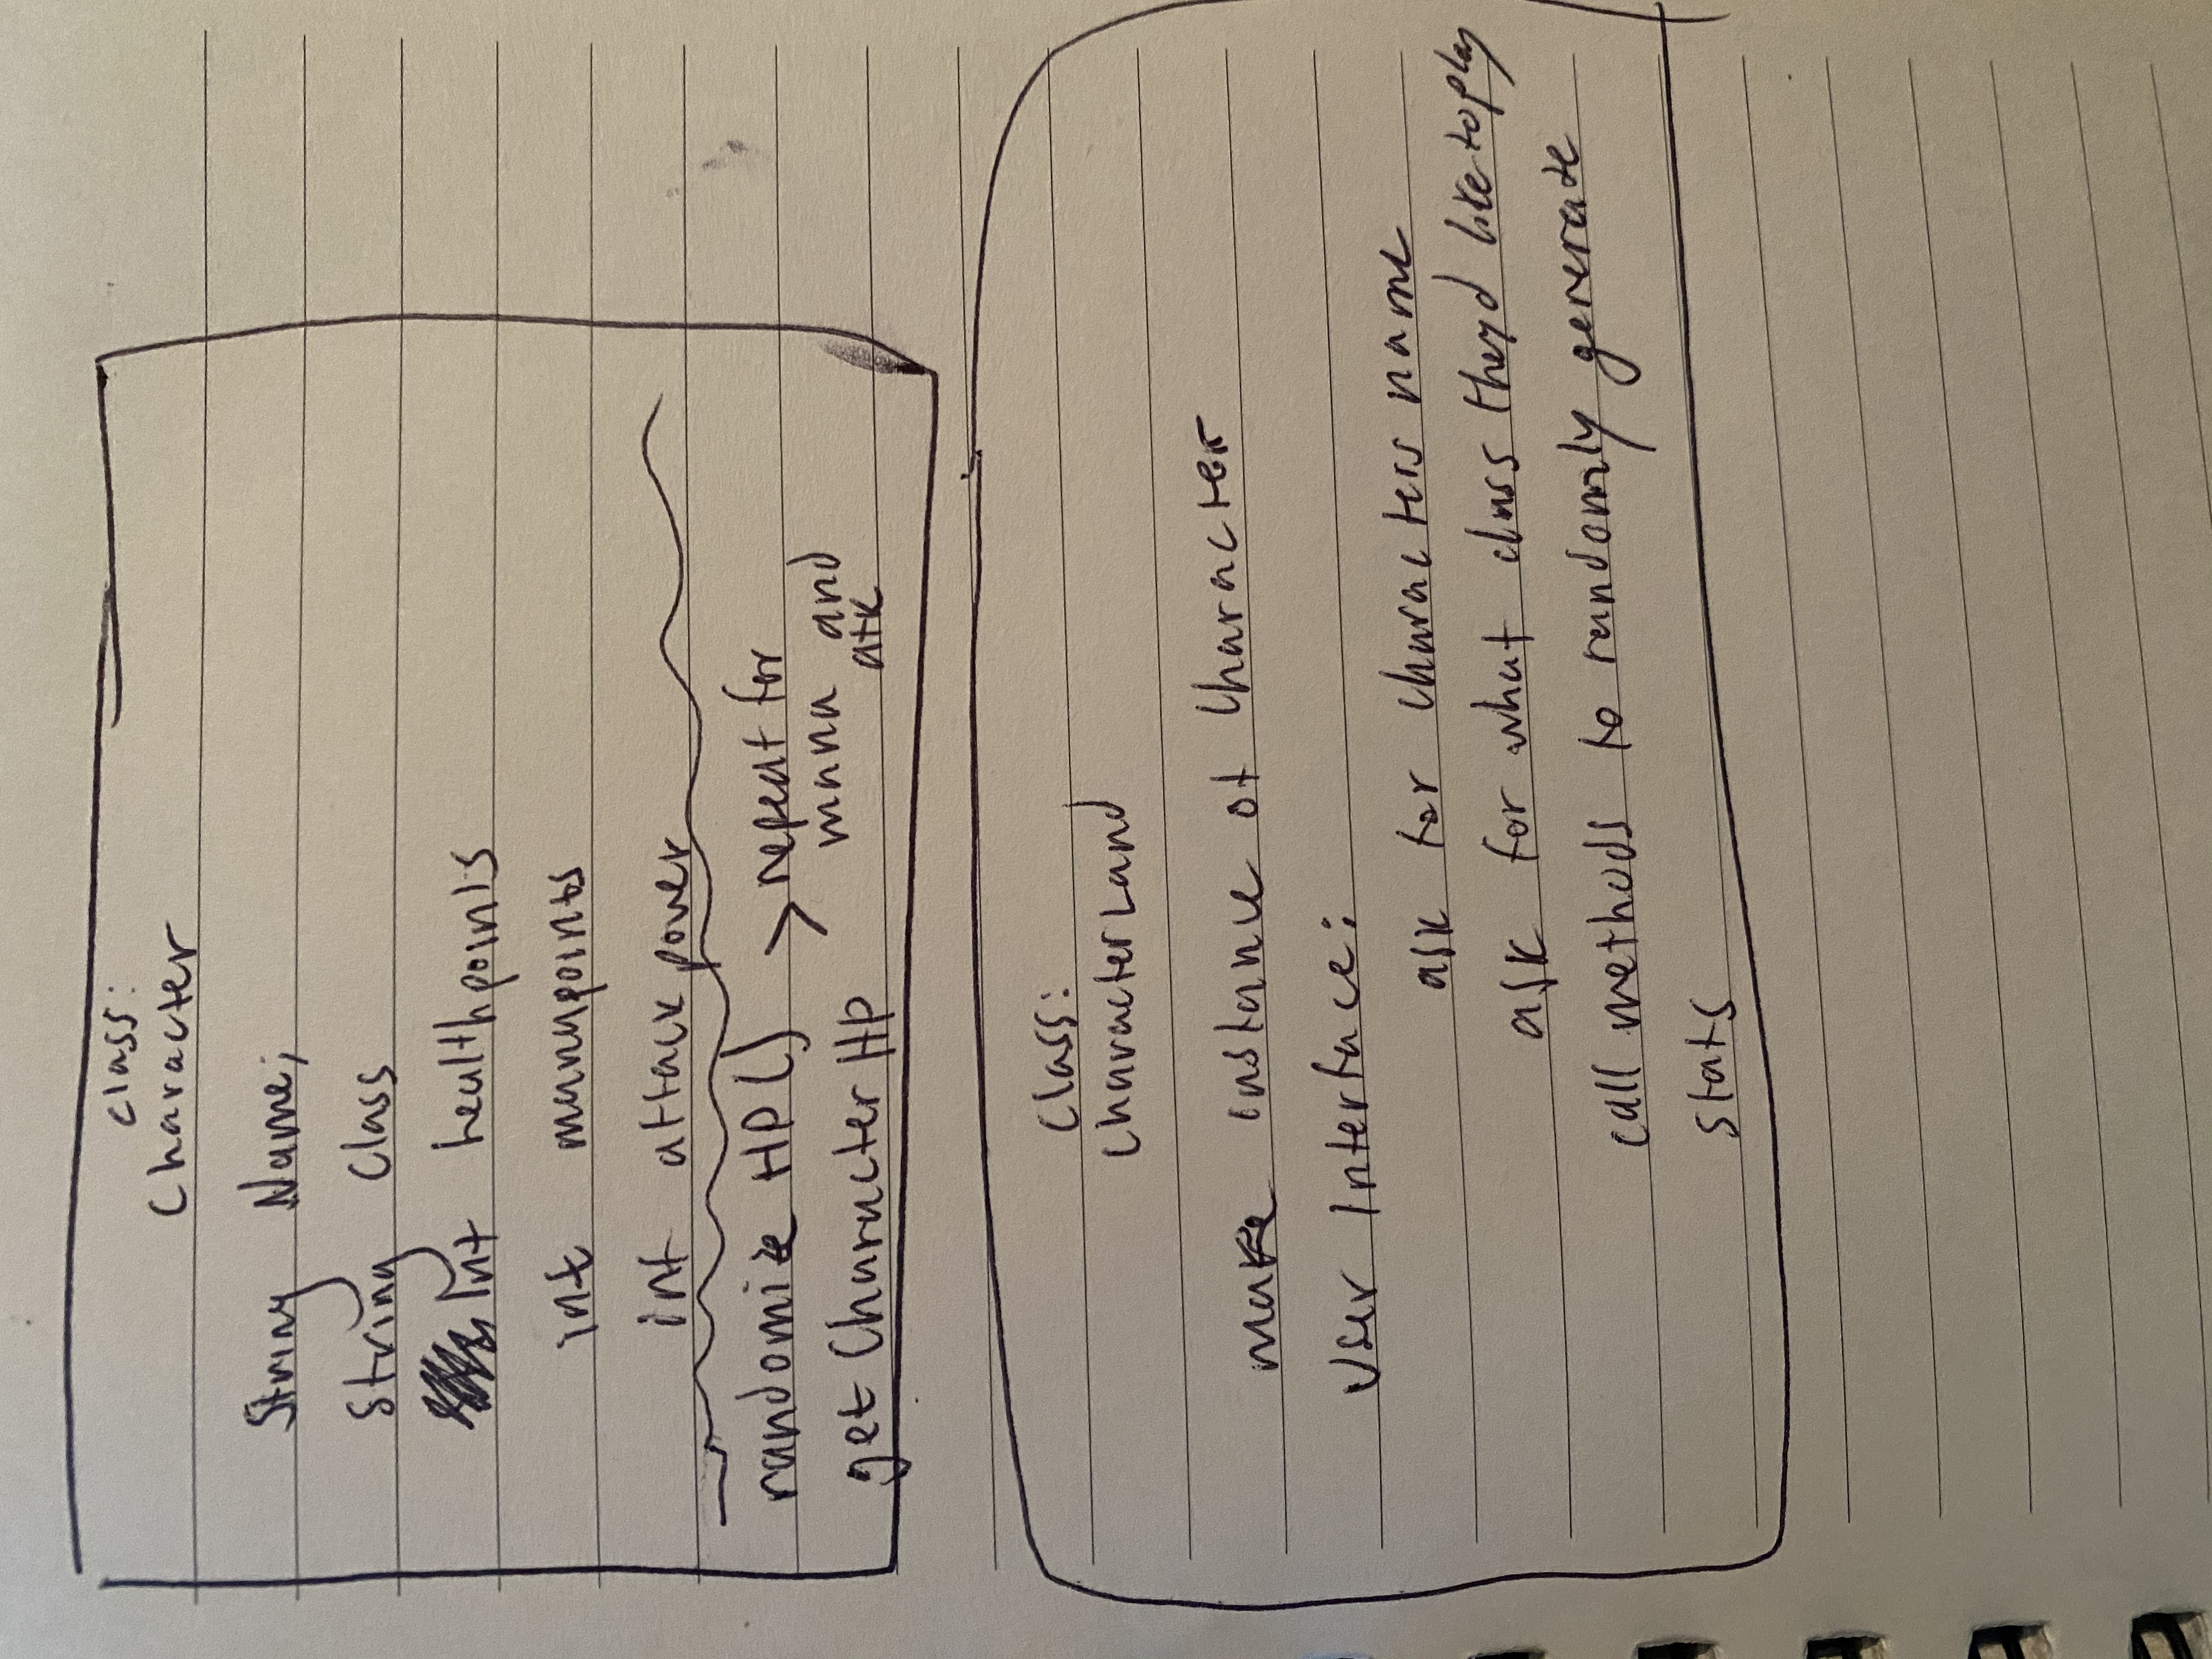 class:
Character
String Name;
String Class
int healthpoints
int manapoints
int attack power
randomize HP() > repeat for
mana and
get Character HP atk
Class:
CharacterLand
make instance of Character
User Interface:
ask for characters name
ask for what class they'd like to play
call methods to randomly generate
stats